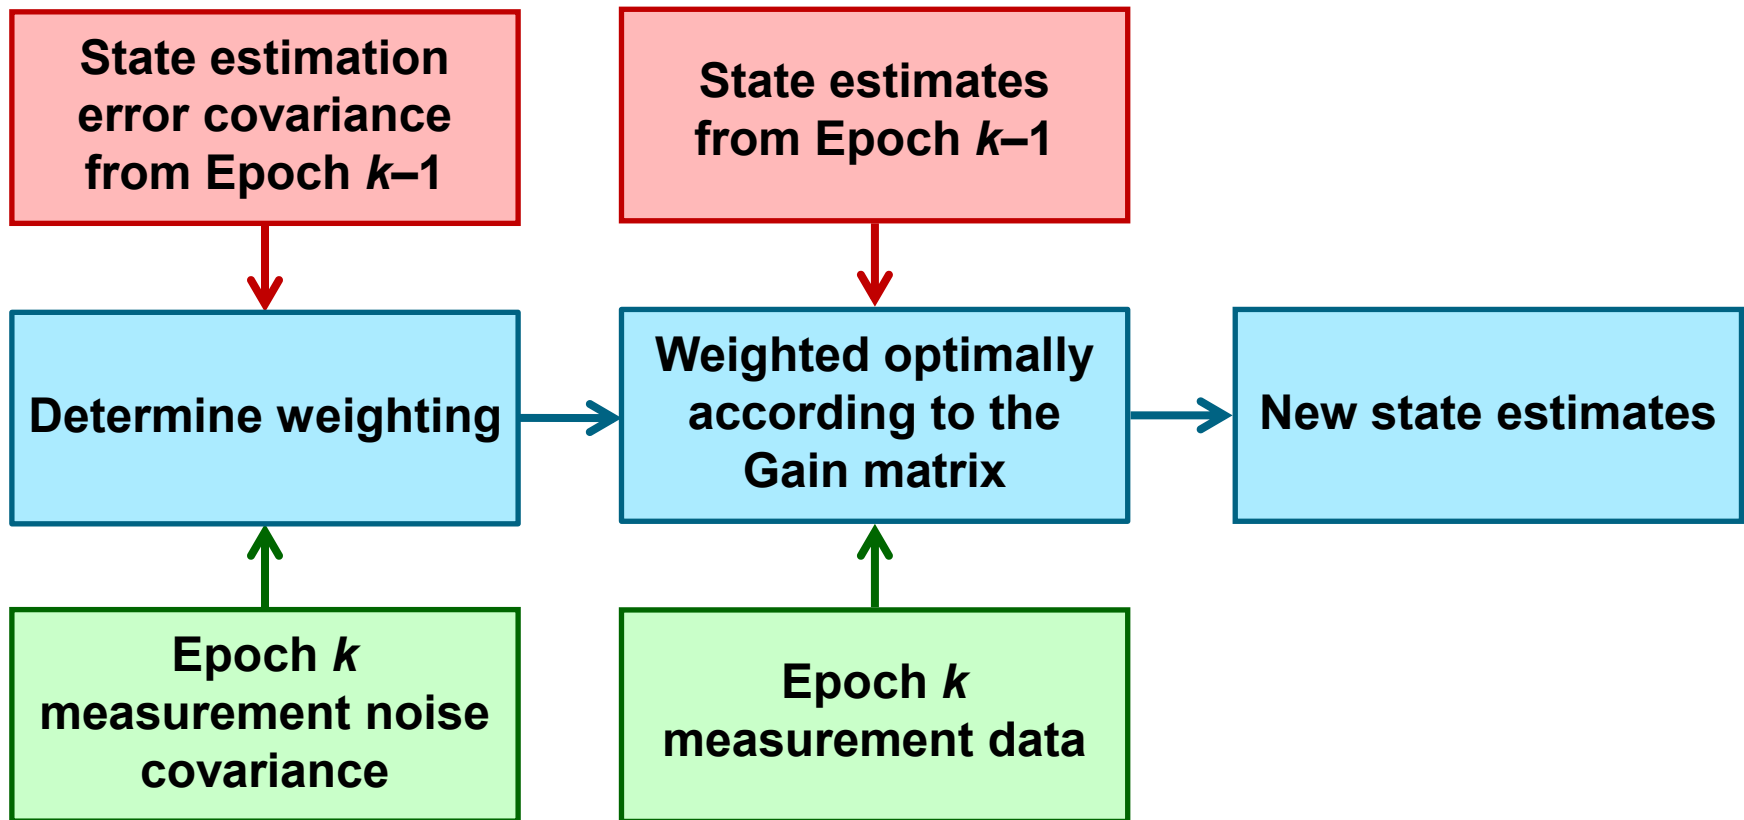 State estimation
error covariance
from Epoch k–1
State estimates
from Epoch k–1
Determine weighting
Weighted optimally
according to the
Gain matrix
New state estimates
Epoch k
measurement noise
covariance
Epoch k
measurement data